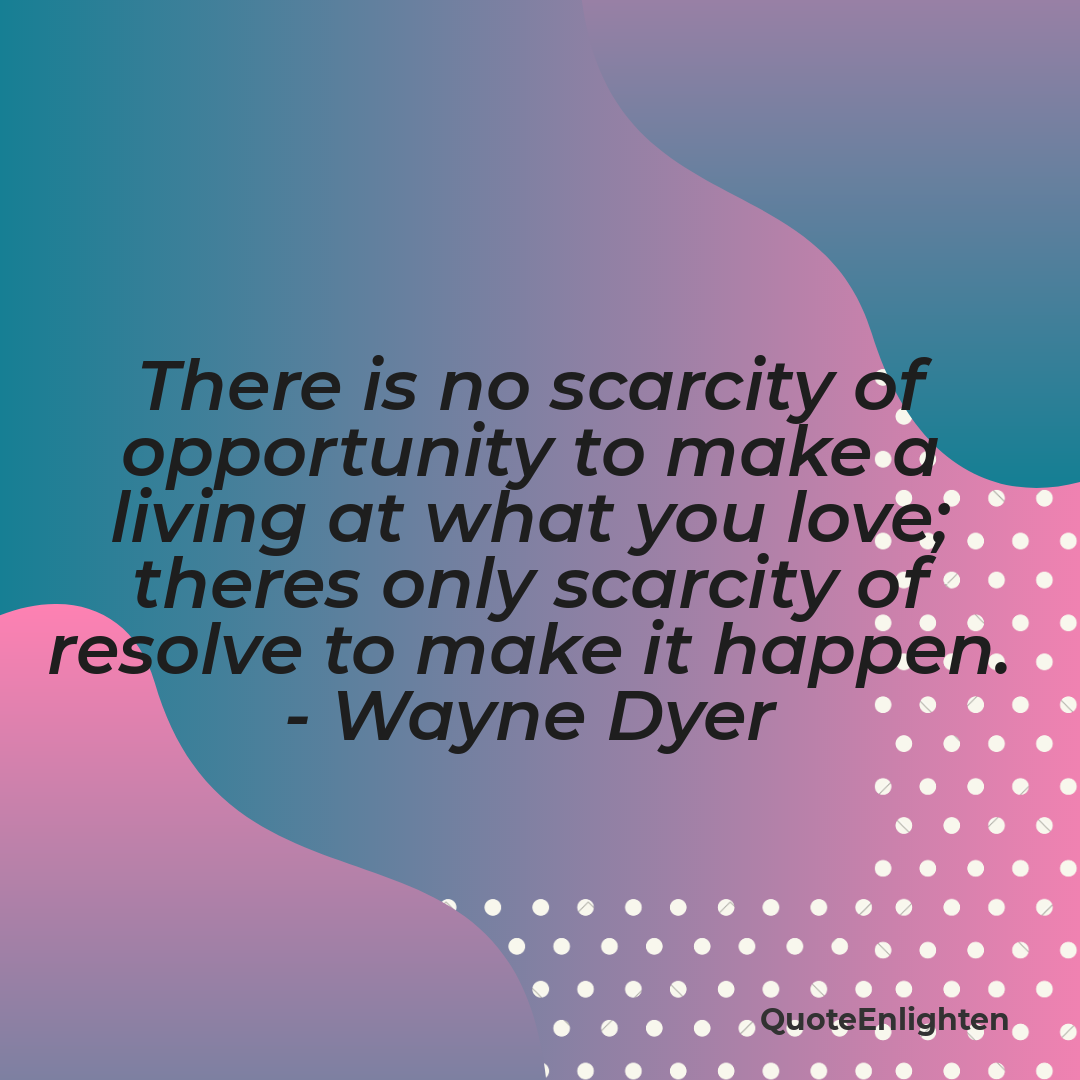 There is no scarcity of
opportunity to make a
living at what you love;
theres only scarcity of
resolve to make it happen.
- Wayne Dyer
QuoteEnlighten